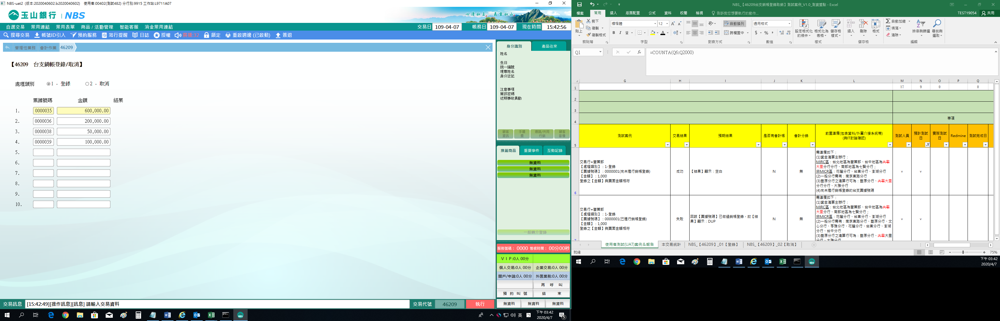 NBS-uat2 (版本:2020040602.b2020040602) 使用者:00402(測試482) 分行別:9915 工作站:L9711A07
玉山銀行 | NBS
心清如玉 義重如山
自選交易 常用連結 常用表單 商品 / 活動管理 智能客服 消金常用連結
交易日 109-04-07 帳務日 109-04-07 現在時間 15:42:56
搜尋交易 帳號ID引入 預約服務 蒞行提醒 日誌 授權 廣播:32 鎖定 重啟週邊 (已啟動) 簽退
管理性業務 會計作業 46209
【46209 台支銷帳登錄/取消】
處理類別 1 - 登錄 2 - 取消
票據號碼 金額 結果
1. 0000035 600,000.00
2. 0000036 200,000.00
3. 0000038 50,000.00
4. 0000039 100,000.00
5.
6.
7.
8.
9.
10.
身分識別 產品往來
姓名
生日
統一編號
理專姓名
身分註記
注意事項
簡訊密碼
近期事故異動
顧客資訊 手續費 通路/共同行銷 顧客影像
推薦商品 重要事件 互動記錄
無資料
無資料
無資料
一般轉介登錄
服務號碼： 0000 等候時間： 00分00秒
ＶＩＰ:0人 00分
個人交易:0人 00分 企業交易:0人 00分
開戶/申請:0人 00分 外匯業務:0人 00分
再 呼 叫
預 約 叫 號 結 束
無資料 無資料 無資料
交易訊息 [15:42:49][操作訊息][訊息] 請輸入交易資料 交易代號 46209 執行
英 下午 03:42
2020/4/7 5
NBS_【46209台支銷帳登錄取銷】測試案例_V1.0_測資盤點 - Excel
檔案 常用 插入 版面配置 公式 資料 校閱 檢視 告訴我您想要執行的動作... TEST19054 共用
貼上 剪下 複製 複製格式 剪貼簿
標楷體 12 字型
自動換列 跨欄置中 對齊方式
通用格式 數值
設定格式化的條件 格式化為表格 儲存格樣式 樣式
插入 刪除 格式 儲存格
自動加總 填滿 清除 排序與篩選 尋找與選取 編輯
Q1 =COUNTA(Q6:Q2000)
G H I J K L M N O P Q
1 17 9 0 0
2
3
4 專項
5 測試案例 交易結果 預期結果 是否有會計帳 會計分錄 前置準備(包含資料/外圍介接系統等)(與IT討論確認) 測試人員 預計測試日 實際測試日 Redmine 測試完成日
6
交易行=營業部
【處理類別】：1-登錄
【票據號碼】：0000001(尚未進行銷帳登錄)
【金額】：1,000
登錄之【金額】與票面金額相符
成功 【結果】顯示：空白 N 無
需準備如下：
(1)資金清算主辦行：
MIRC區：台北地區為營業部、台中地區為大墩
大里分行分行、南部地區為七賢分行；
非MICR區：花蓮分行、台東分行、澎湖分行
(2)一般分行需有：南京東路分行
(3)豐原分行之清算行可為：豐原分行、大墩大里
分行分行、大雅分行
(4)尚未進行銷帳登錄的台支票據號碼
v v
7
交易行=營業部
【處理類別】：1-登錄
【票據號碼】：0000001(已進行銷帳登錄)
【金額】：1,000
登錄之【金額】與票面金額相符
失敗 因該【票據號碼】已做過銷帳登錄，故【結
果】顯示：DUP N 無
需準備如下：
(1)資金清算主辦行：
MIRC區：台北地區為營業部、台中地區為大墩
大里分行、南部地區為七賢分行；
非MICR區：花蓮分行、台東分行、澎湖分行
(2)一般分行需有：南京東路分行、豐原分行、文
心分行、苓雅分行、花蓮分行、台東分行、澎湖
分行、台中分行
(3)豐原分行之清算行可為：豐原分行、大墩大里
v v
使用者測試(UAT)案例＆報告 本交易統計 NBS_【46209】_01【登錄】 NBS_【46209】_02【取消】
就緒 75%
下午 03:42
2020/4/7